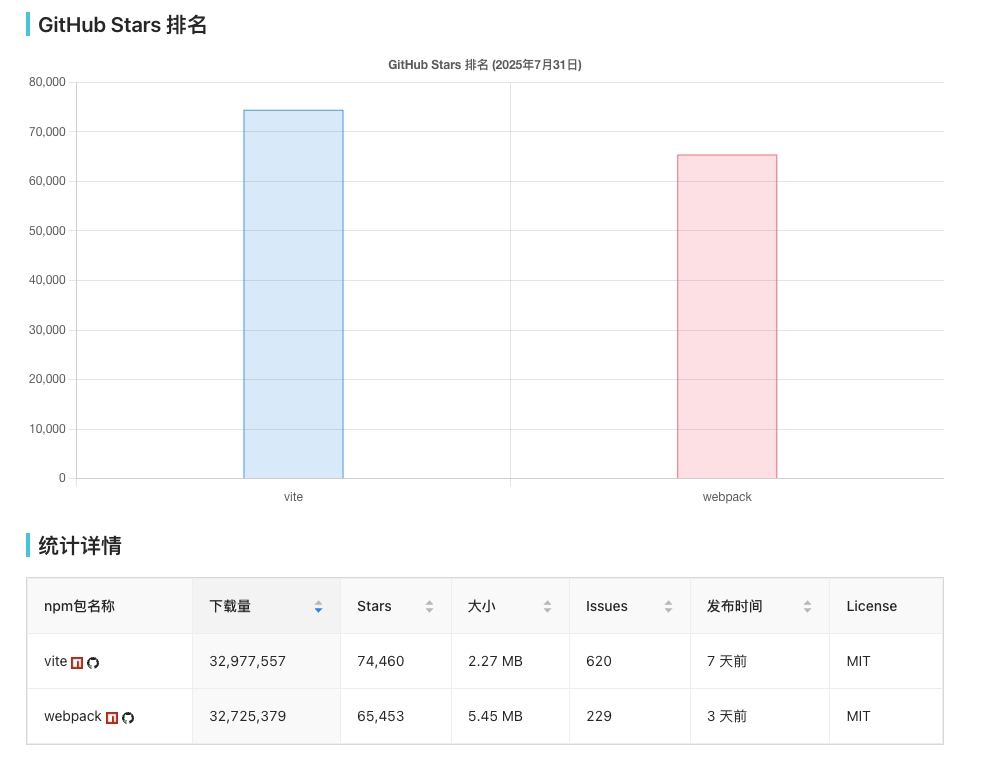 GitHub Stars 排名
GitHub Stars 排名 (2025年7月31日)
80,000
70,000
60,000
50,000
40,000
30,000
20,000
10,000
0
vite webpack
统计详情
npm包名称 下载量 Stars 大小 Issues 发布时间 License
vite 32,977,557 74,460 2.27 MB 620 7 天前 MIT
webpack 32,725,379 65,453 5.45 MB 229 3 天前 MIT